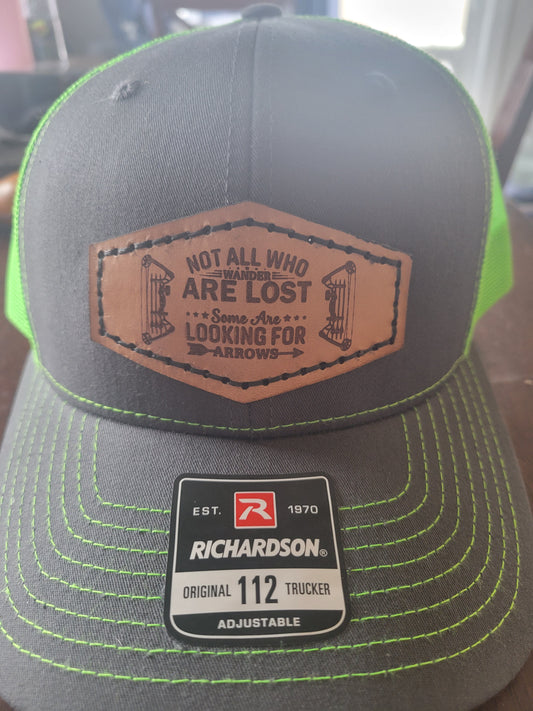 NOT ALL WHO
WANDER
ARE LOST
Some Are
LOOKING FOR
ARROWS
EST. R 1970
RICHARDSON®
ORIGINAL 112 TRUCKER
ADJUSTABLE